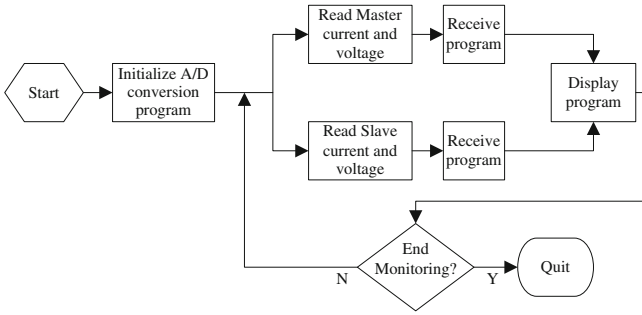 Start
Initialize A/D
conversion
program
Read Master
current and
voltage
Receive
program
Read Slave
current and
voltage
Receive
program
Display
program
End
Monitoring?
N
Y
Quit